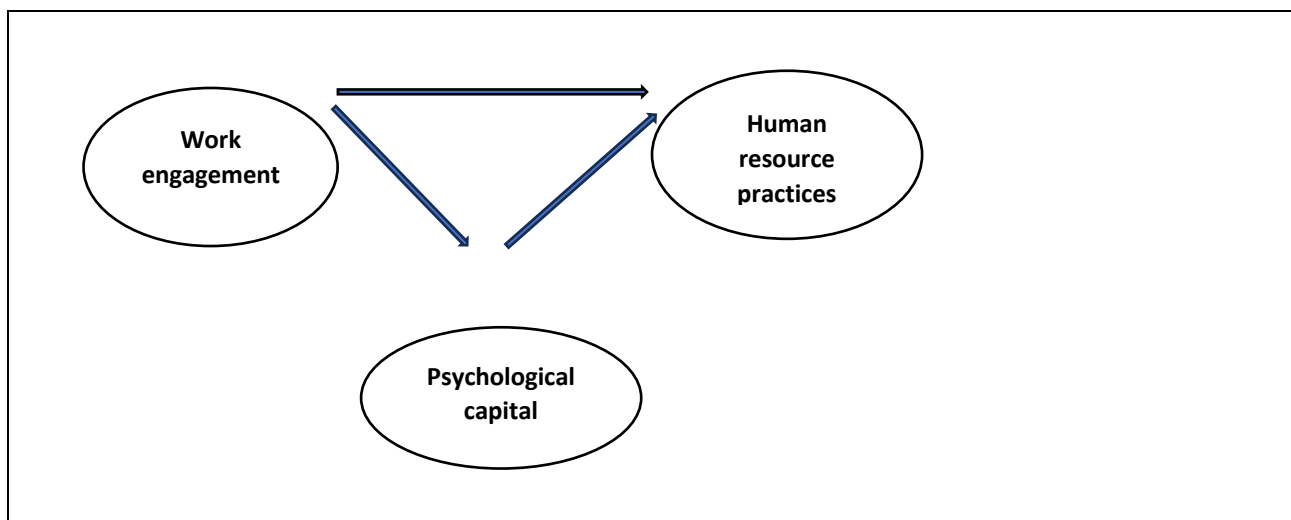 Work
engagement
Human
resource
practices
Psychological
capital